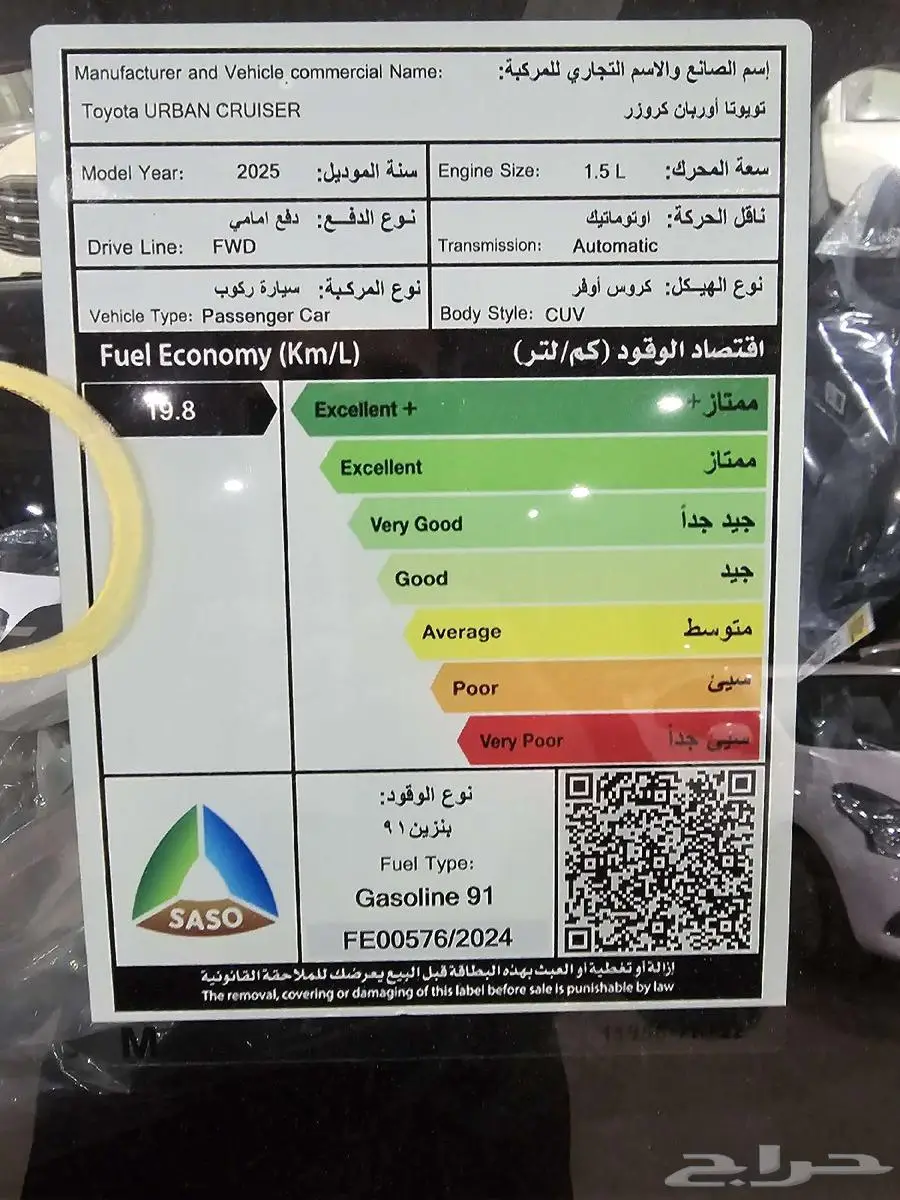 Manufacturer and Vehicle commercial Name: إسم الصانع والاسم التجاري للمركبة:
Toyota URBAN CRUISER تويوتا أوربان كروزر
Model Year: 2025 سنة الموديل:
Engine Size: 1.5 L سعة المحرك:
نوع الدفع: دفع امامي
Drive Line: FWD
ناقل الحركة: اوتوماتيك
Transmission: Automatic
نوع المركبة: سيارة ركوب
Vehicle Type: Passenger Car
نوع الهيكل: كروس أوفر
Body Style: CUV
Fuel Economy (Km/L) اقتصاد الوقود (كم/لتر)
19.8
Excellent + ممتاز+
Excellent ممتاز
Very Good جيد جداً
Good جيد
Average متوسط
Poor سيئ
Very Poor سيئ جداً
SASO
نوع الوقود:
بنزين ٩١
Fuel Type:
Gasoline 91
FE00576/2024
إزالة أو تغطية أو العبث بهذه البطاقة قبل البيع يعرضك للملاحقة القانونية
The removal, covering or damaging of this label before sale is punishable by law
M
حراج